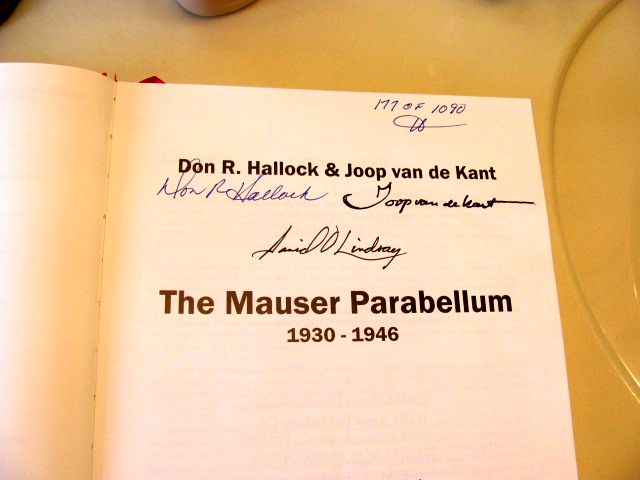 177 OF 1090
Don R. Hallock & Joop van de Kant
Don R Hallock Joop van de Kant
David O Lindsay
The Mauser Parabellum
1930 - 1946